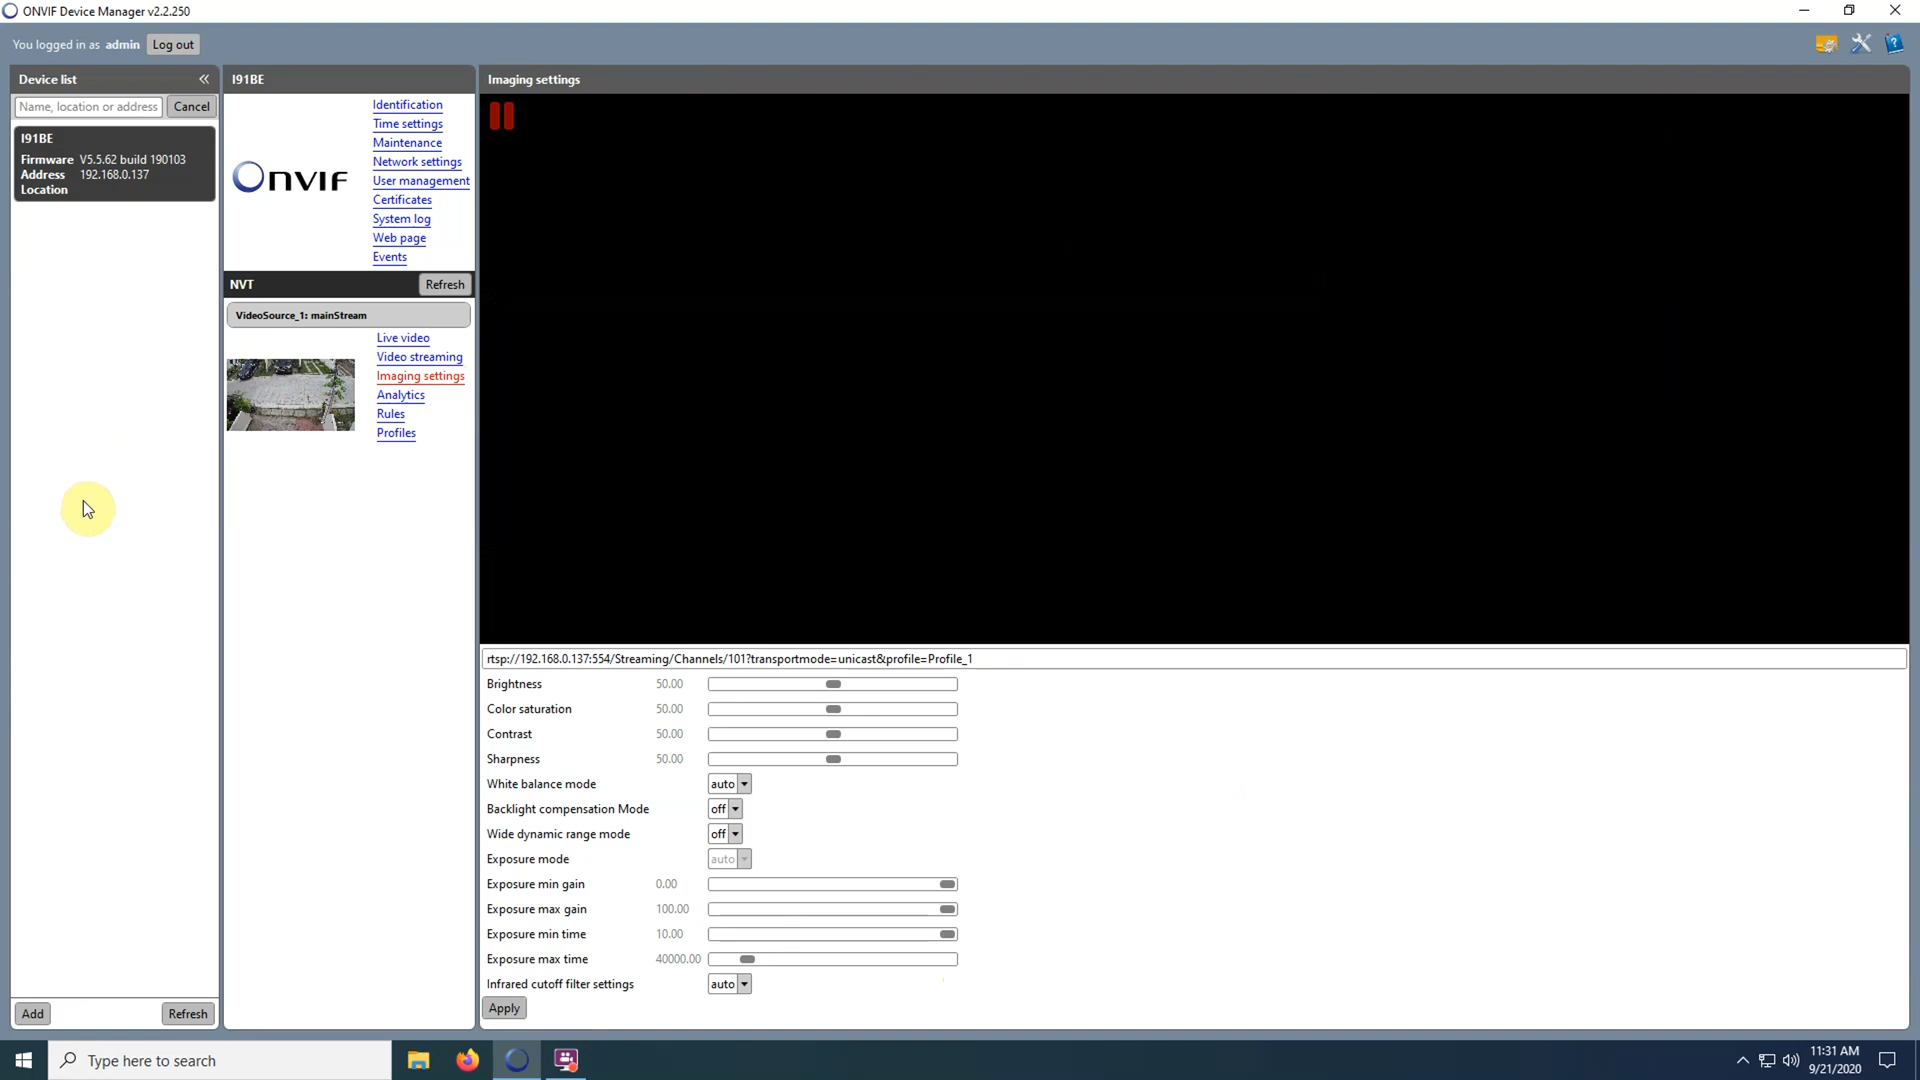 ONVIF Device Manager v2.2.250
You logged in as admin Log out
Device list «
Name, location or address Cancel
I91BE
Firmware V5.5.62 build 190103
Address 192.168.0.137
Location
Add Refresh
I91BE
ONVIF
Identification
Time settings
Maintenance
Network settings
User management
Certificates
System log
Web page
Events
NVT Refresh
VideoSource_1: mainStream
Live video
Video streaming
Imaging settings
Analytics
Rules
Profiles
Imaging settings
rtsp://192.168.0.137:554/Streaming/Channels/101?transportmode=unicast&profile=Profile_1
Brightness 50.00
Color saturation 50.00
Contrast 50.00
Sharpness 50.00
White balance mode auto
Backlight compensation Mode off
Wide dynamic range mode off
Exposure mode auto
Exposure min gain 0.00
Exposure max gain 100.00
Exposure min time 10.00
Exposure max time 40000.00
Infrared cutoff filter settings auto
Apply
Type here to search
11:31 AM
9/21/2020